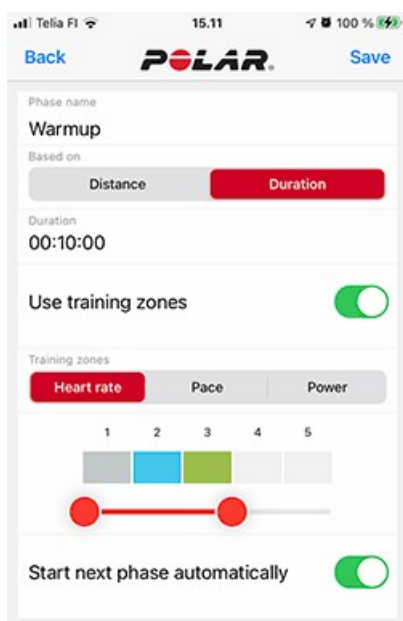 Telia FI 15.11 100 %
Back POLAR. Save
Phase name
Warmup
Based on
Distance Duration
Duration
00:10:00
Use training zones
Training zones
Heart rate Pace Power
1 2 3 4 5
Start next phase automatically